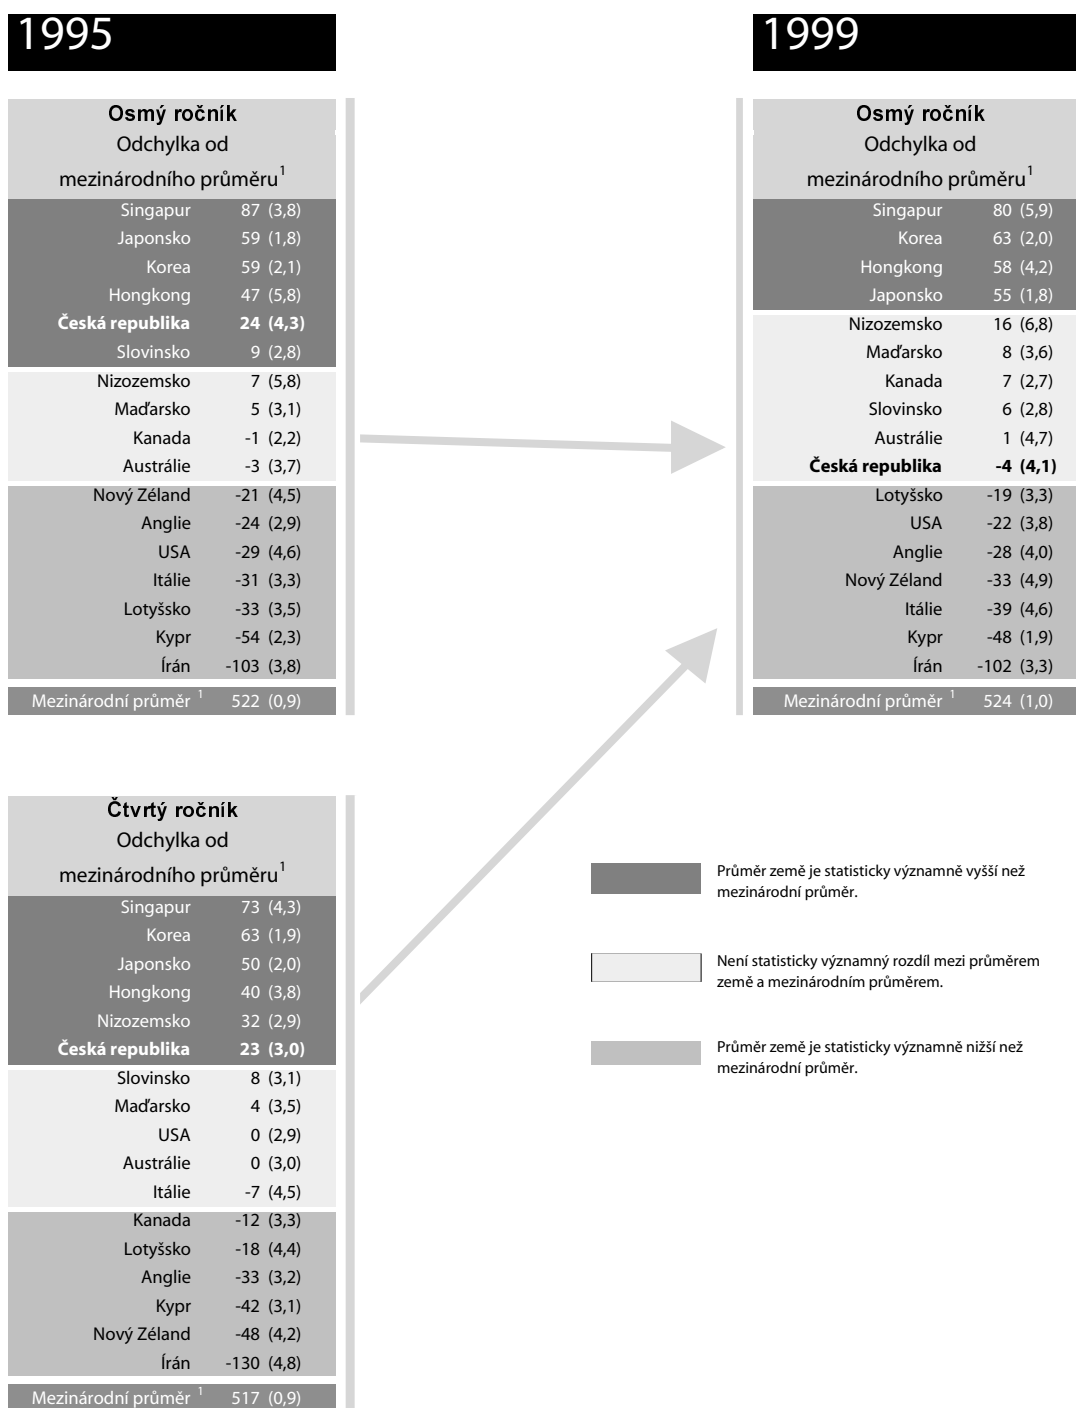 1995
Osmý ročník
Odchylka od
mezinárodního průměru1
Singapur 87 (3,8)
Japonsko 59 (1,8)
Korea 59 (2,1)
Hongkong 47 (5,8)
Česká republika 24 (4,3)
Slovinsko 9 (2,8)
Nizozemsko 7 (5,8)
Maďarsko 5 (3,1)
Kanada -1 (2,2)
Austrálie -3 (3,7)
Nový Zéland -21 (4,5)
Anglie -24 (2,9)
USA -29 (4,6)
Itálie -31 (3,3)
Lotyšsko -33 (3,5)
Kypr -54 (2,3)
Írán -103 (3,8)
Mezinárodní průměr 1 522 (0,9)
1999
Osmý ročník
Odchylka od
mezinárodního průměru1
Singapur 80 (5,9)
Korea 63 (2,0)
Hongkong 58 (4,2)
Japonsko 55 (1,8)
Nizozemsko 16 (6,8)
Maďarsko 8 (3,6)
Kanada 7 (2,7)
Slovinsko 6 (2,8)
Austrálie 1 (4,7)
Česká republika -4 (4,1)
Lotyšsko -19 (3,3)
USA -22 (3,8)
Anglie -28 (4,0)
Nový Zéland -33 (4,9)
Itálie -39 (4,6)
Kypr -48 (1,9)
Írán -102 (3,3)
Mezinárodní průměr 1 524 (1,0)
Čtvrtý ročník
Odchylka od
mezinárodního průměru1
Singapur 73 (4,3)
Korea 63 (1,9)
Japonsko 50 (2,0)
Hongkong 40 (3,8)
Nizozemsko 32 (2,9)
Česká republika 23 (3,0)
Slovinsko 8 (3,1)
Maďarsko 4 (3,5)
USA 0 (2,9)
Austrálie 0 (3,0)
Itálie -7 (4,5)
Kanada -12 (3,3)
Lotyšsko -18 (4,4)
Anglie -33 (3,2)
Kypr -42 (3,1)
Nový Zéland -48 (4,2)
Írán -130 (4,8)
Mezinárodní průměr 1 517 (0,9)
Průměr země je statisticky významně vyšší než
mezinárodní průměr.
Není statisticky významný rozdíl mezi průměrem
země a mezinárodním průměrem.
Průměr země je statisticky významně nižší než
mezinárodní průměr.